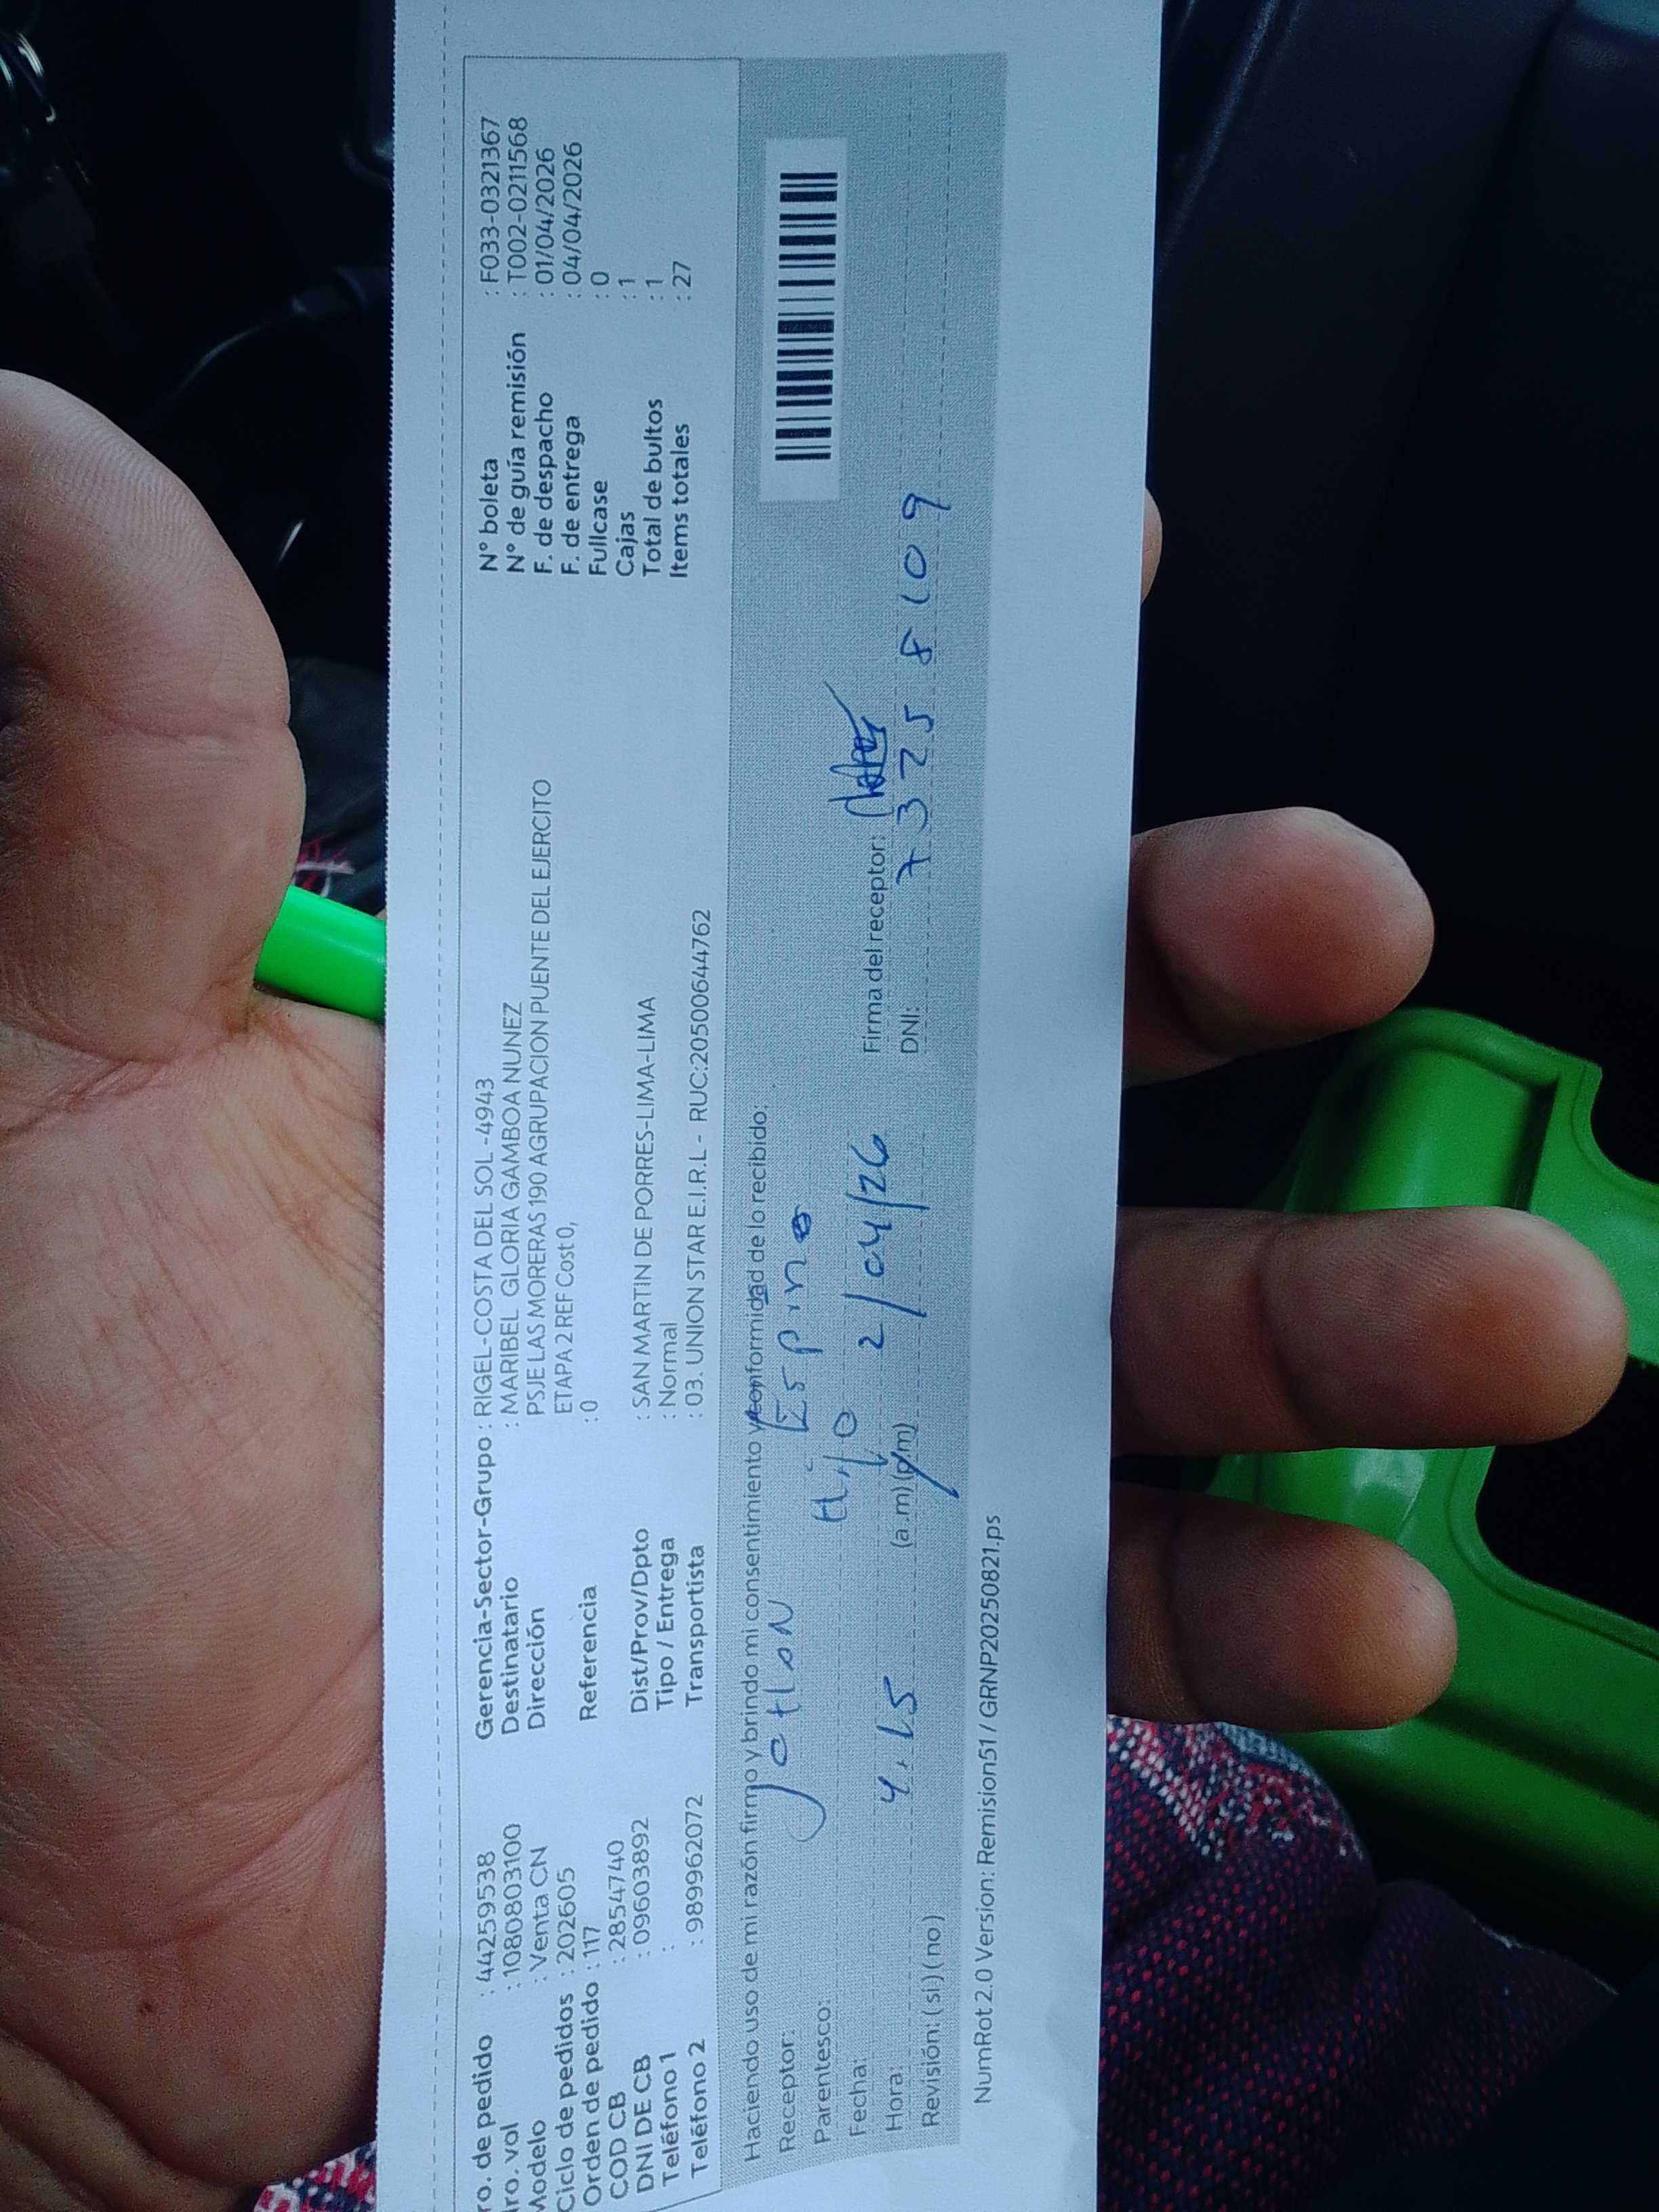 ro. de pedido : 44259538
ro. vol : 1080803100
Modelo : Venta CN
Ciclo de pedidos : 202605
Orden de pedido : 117
COD CB : 2854740
DNI DE CB : 09603892
Teléfono 1 :
Teléfono 2 : 989962072
Gerencia-Sector-Grupo : RIGEL-COSTA DEL SOL -4943
Destinatario : MARIBEL GLORIA GAMBOA NUNEZ
Dirección PSJE LAS MORERAS 190 AGRUPACION PUENTE DEL EJERCITO
ETAPA 2 REF Cost 0,
Referencia : 0
Dist/Prov/Dpto : SAN MARTIN DE PORRES-LIMA-LIMA
Tipo / Entrega : Normal
Transportista : 03. UNION STAR E.I.R.L - RUC:20500644762
N° boleta : F033-0321367
N° de guía remisión : T002-0211568
F. de despacho : 01/04/2026
F. de entrega : 04/04/2026
Fullcase : 0
Cajas : 1
Total de bultos : 1
Items totales : 27
Haciendo uso de mi razón firmo y brindo mi consentimiento y conformidad de lo recibido:
Receptor: Espino
Parentesco: Hijo
Fecha: 2/04/26
Hora: 4.15 (a.m) (p.m)
Revisión: (si) (no)
Firma del receptor:
DNI: 73258109
NumRot 2.0 Version: Remision51 / GRNP20250821.ps